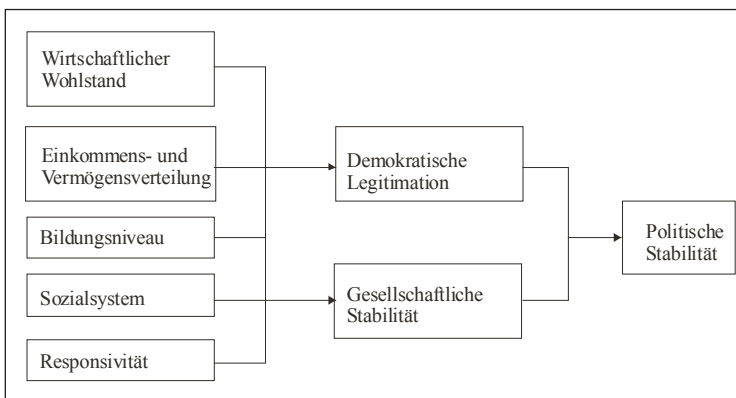 Wirtschaftlicher
Wohlstand
Einkommens- und
Vermögensverteilung
Bildungsniveau
Sozialsystem
Responsivität
Demokratische
Legitimation
Gesellschaftliche
Stabilität
Politische
Stabilität